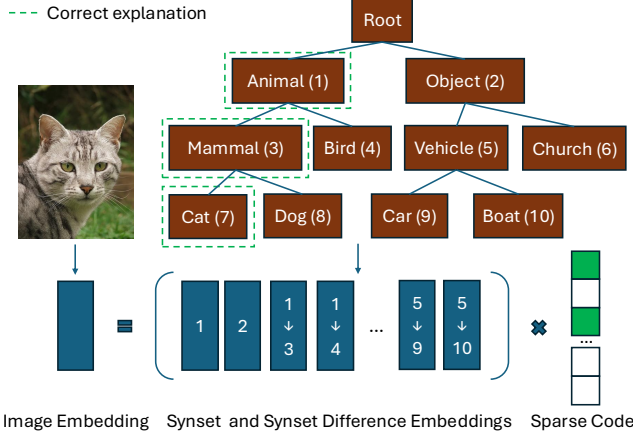 Correct explanation
Root
Animal (1)
Object (2)
Mammal (3)
Bird (4)
Vehicle (5)
Church (6)
Cat (7)
Dog (8)
Car (9)
Boat (10)
=
1
2
1
↓
3
1
↓
4
...
5
↓
9
5
↓
10
×
...
Image Embedding
Synset and Synset Difference Embeddings
Sparse Code